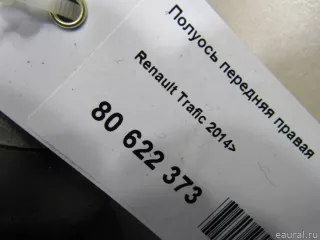 Полуось передняя правая
Renault Trafic 2014>
80 622 373
eaural.ru